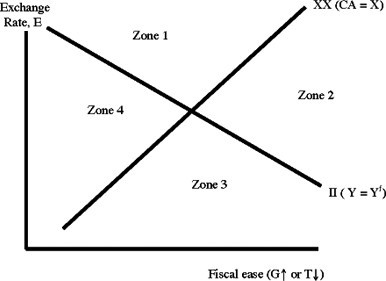 Exchange
Rate, E
XX (CA = X)
Zone 1
Zone 2
Zone 4
Zone 3
II ( Y = Yᶠ)
Fiscal ease (G↑ or T↓)